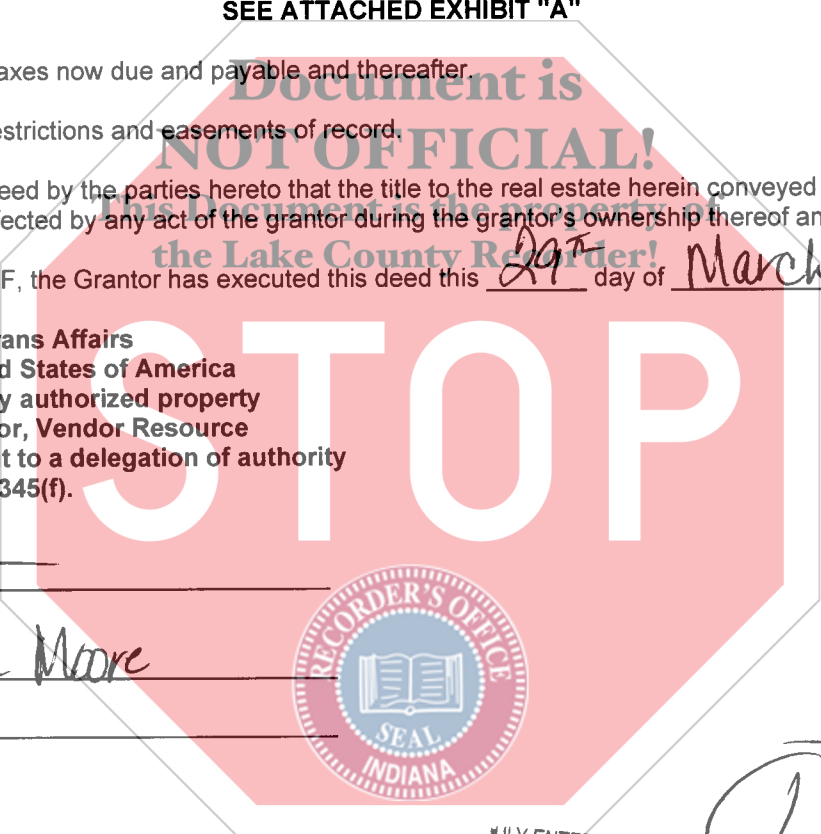 SEE ATTACHED EXHIBIT "A"
axes now due and payable and thereafter.
Document is
estrictions and easements of record.
NOT OFFICIAL!
eed by the parties hereto that the title to the real estate herein conveyed
This Document is the property of
fected by any act of the grantor during the grantor's ownership thereof an
the Lake County Recorder!
F, the Grantor has executed this deed this 29th day of March
ans Affairs
d States of America
y authorized property
or, Vendor Resource
t to a delegation of authority
345(f).
STOP
Moore
RECORDER'S OFFICE
SEAL
INDIANA